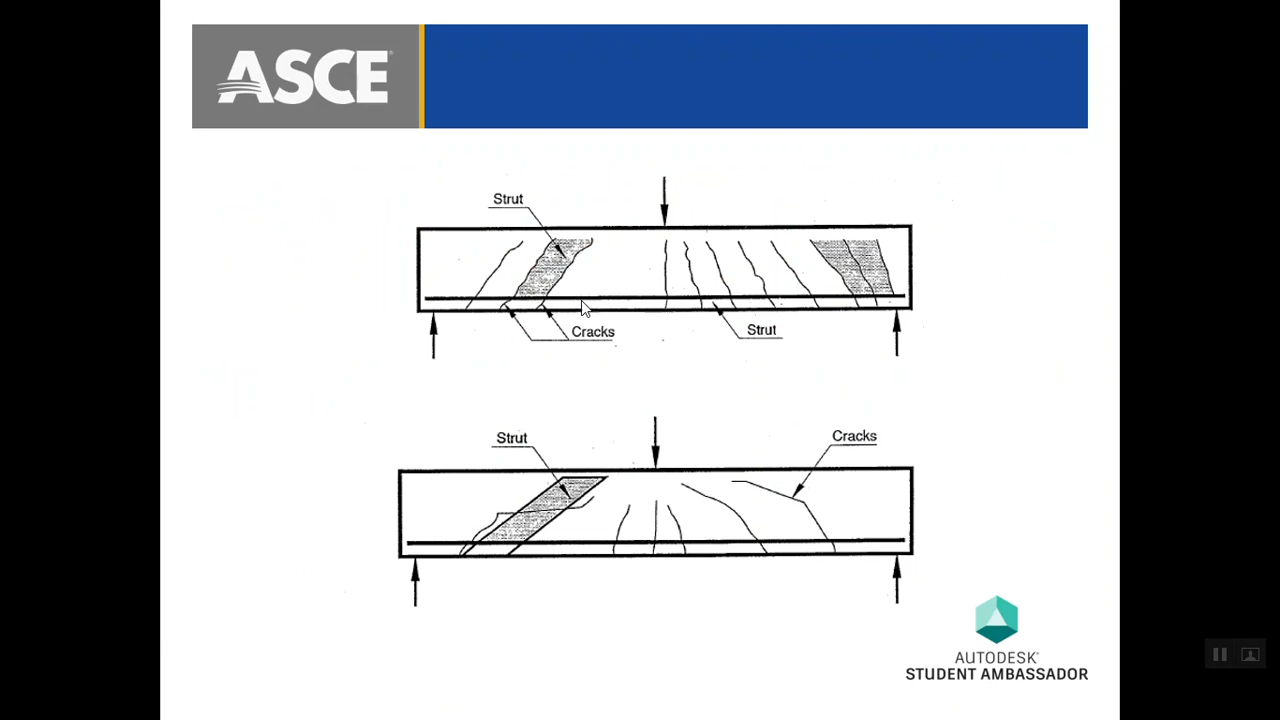 ASCE
Strut
Cracks
Strut
Strut
Cracks
AUTODESK®
STUDENT AMBASSADOR